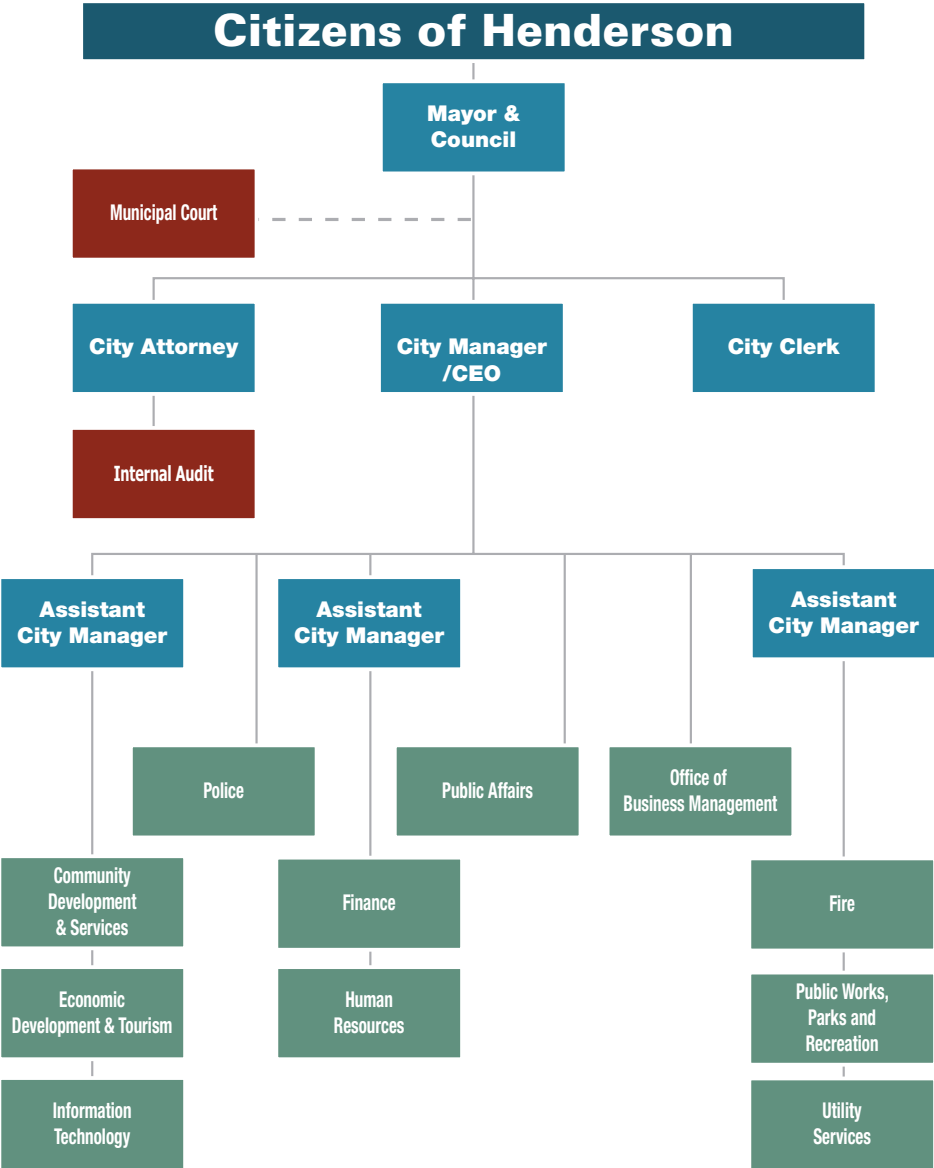 Citizens of Henderson
Mayor &
Council
Municipal Court
City Attorney
City Manager
/CEO
City Clerk
Internal Audit
Assistant
City Manager
Assistant
City Manager
Assistant
City Manager
Police
Public Affairs
Office of
Business Management
Community
Development
& Services
Finance
Fire
Economic
Development & Tourism
Human
Resources
Public Works,
Parks and
Recreation
Information
Technology
Utility
Services